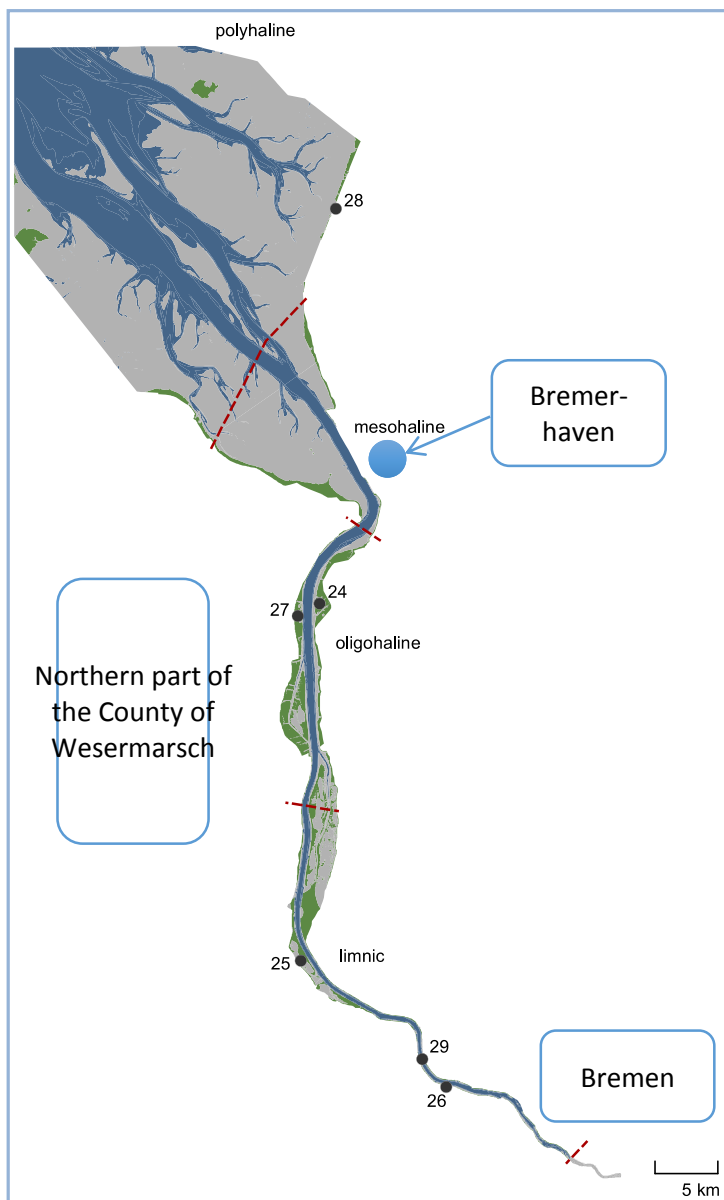 polyhaline
28
Bremer-
haven
mesohaline
24
27
oligohaline
Northern part of
the County of
Wesermarsch
limnic
25
29
26
Bremen
5 km